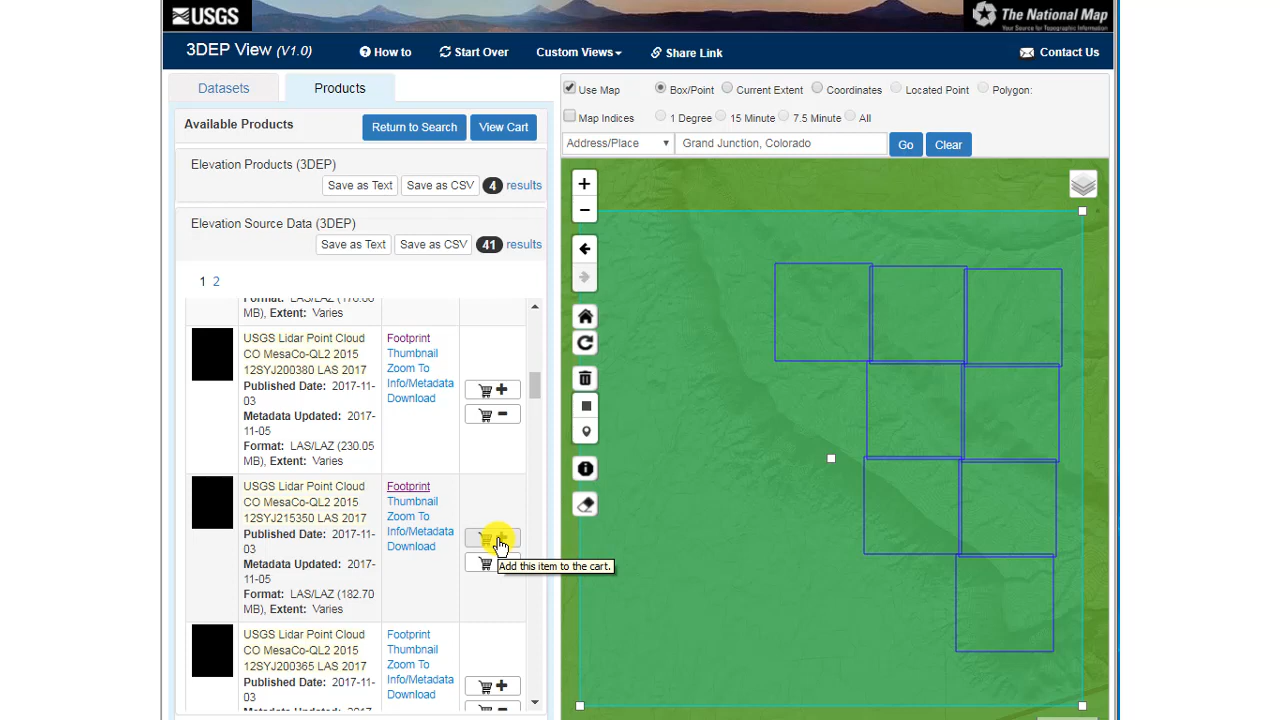 USGS
The National Map
Your Source for Topographic Information
3DEP View (V1.0)
How to
Start Over
Custom Views
Share Link
Contact Us
Datasets
Products
Available Products
Return to Search
View Cart
Elevation Products (3DEP)
Save as Text
Save as CSV
4 results
Elevation Source Data (3DEP)
Save as Text
Save as CSV
41 results
1 2
MB), Extent: Varies
USGS Lidar Point Cloud
CO MesaCo-QL2 2015
12SYJ200380 LAS 2017
Published Date: 2017-11-
03
Metadata Updated: 2017-
11-05
Format: LAS/LAZ (230.05
MB), Extent: Varies
Footprint
Thumbnail
Zoom To
Info/Metadata
Download
USGS Lidar Point Cloud
CO MesaCo-QL2 2015
12SYJ215350 LAS 2017
Published Date: 2017-11-
03
Metadata Updated: 2017-
11-05
Format: LAS/LAZ (182.70
MB), Extent: Varies
Footprint
Thumbnail
Zoom To
Info/Metadata
Download
Add this item to the cart.
USGS Lidar Point Cloud
CO MesaCo-QL2 2015
12SYJ200365 LAS 2017
Published Date: 2017-11-
03
Footprint
Thumbnail
Zoom To
Info/Metadata
Download
Use Map
Box/Point
Current Extent
Coordinates
Located Point
Polygon:
Map Indices
1 Degree
15 Minute
7.5 Minute
All
Address/Place
Grand Junction, Colorado
Go
Clear